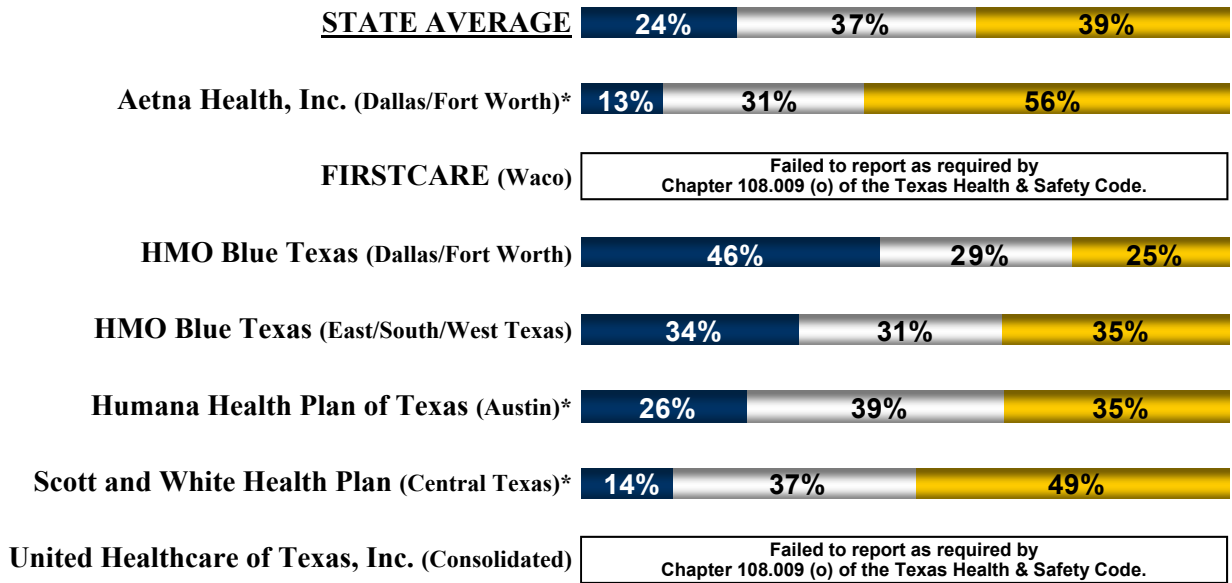 STATE AVERAGE 24% 37% 39%
Aetna Health, Inc. (Dallas/Fort Worth)* 13% 31% 56%
FIRSTCARE (Waco) Failed to report as required by
Chapter 108.009 (o) of the Texas Health & Safety Code.
HMO Blue Texas (Dallas/Fort Worth) 46% 29% 25%
HMO Blue Texas (East/South/West Texas) 34% 31% 35%
Humana Health Plan of Texas (Austin)* 26% 39% 35%
Scott and White Health Plan (Central Texas)* 14% 37% 49%
United Healthcare of Texas, Inc. (Consolidated) Failed to report as required by
Chapter 108.009 (o) of the Texas Health & Safety Code.